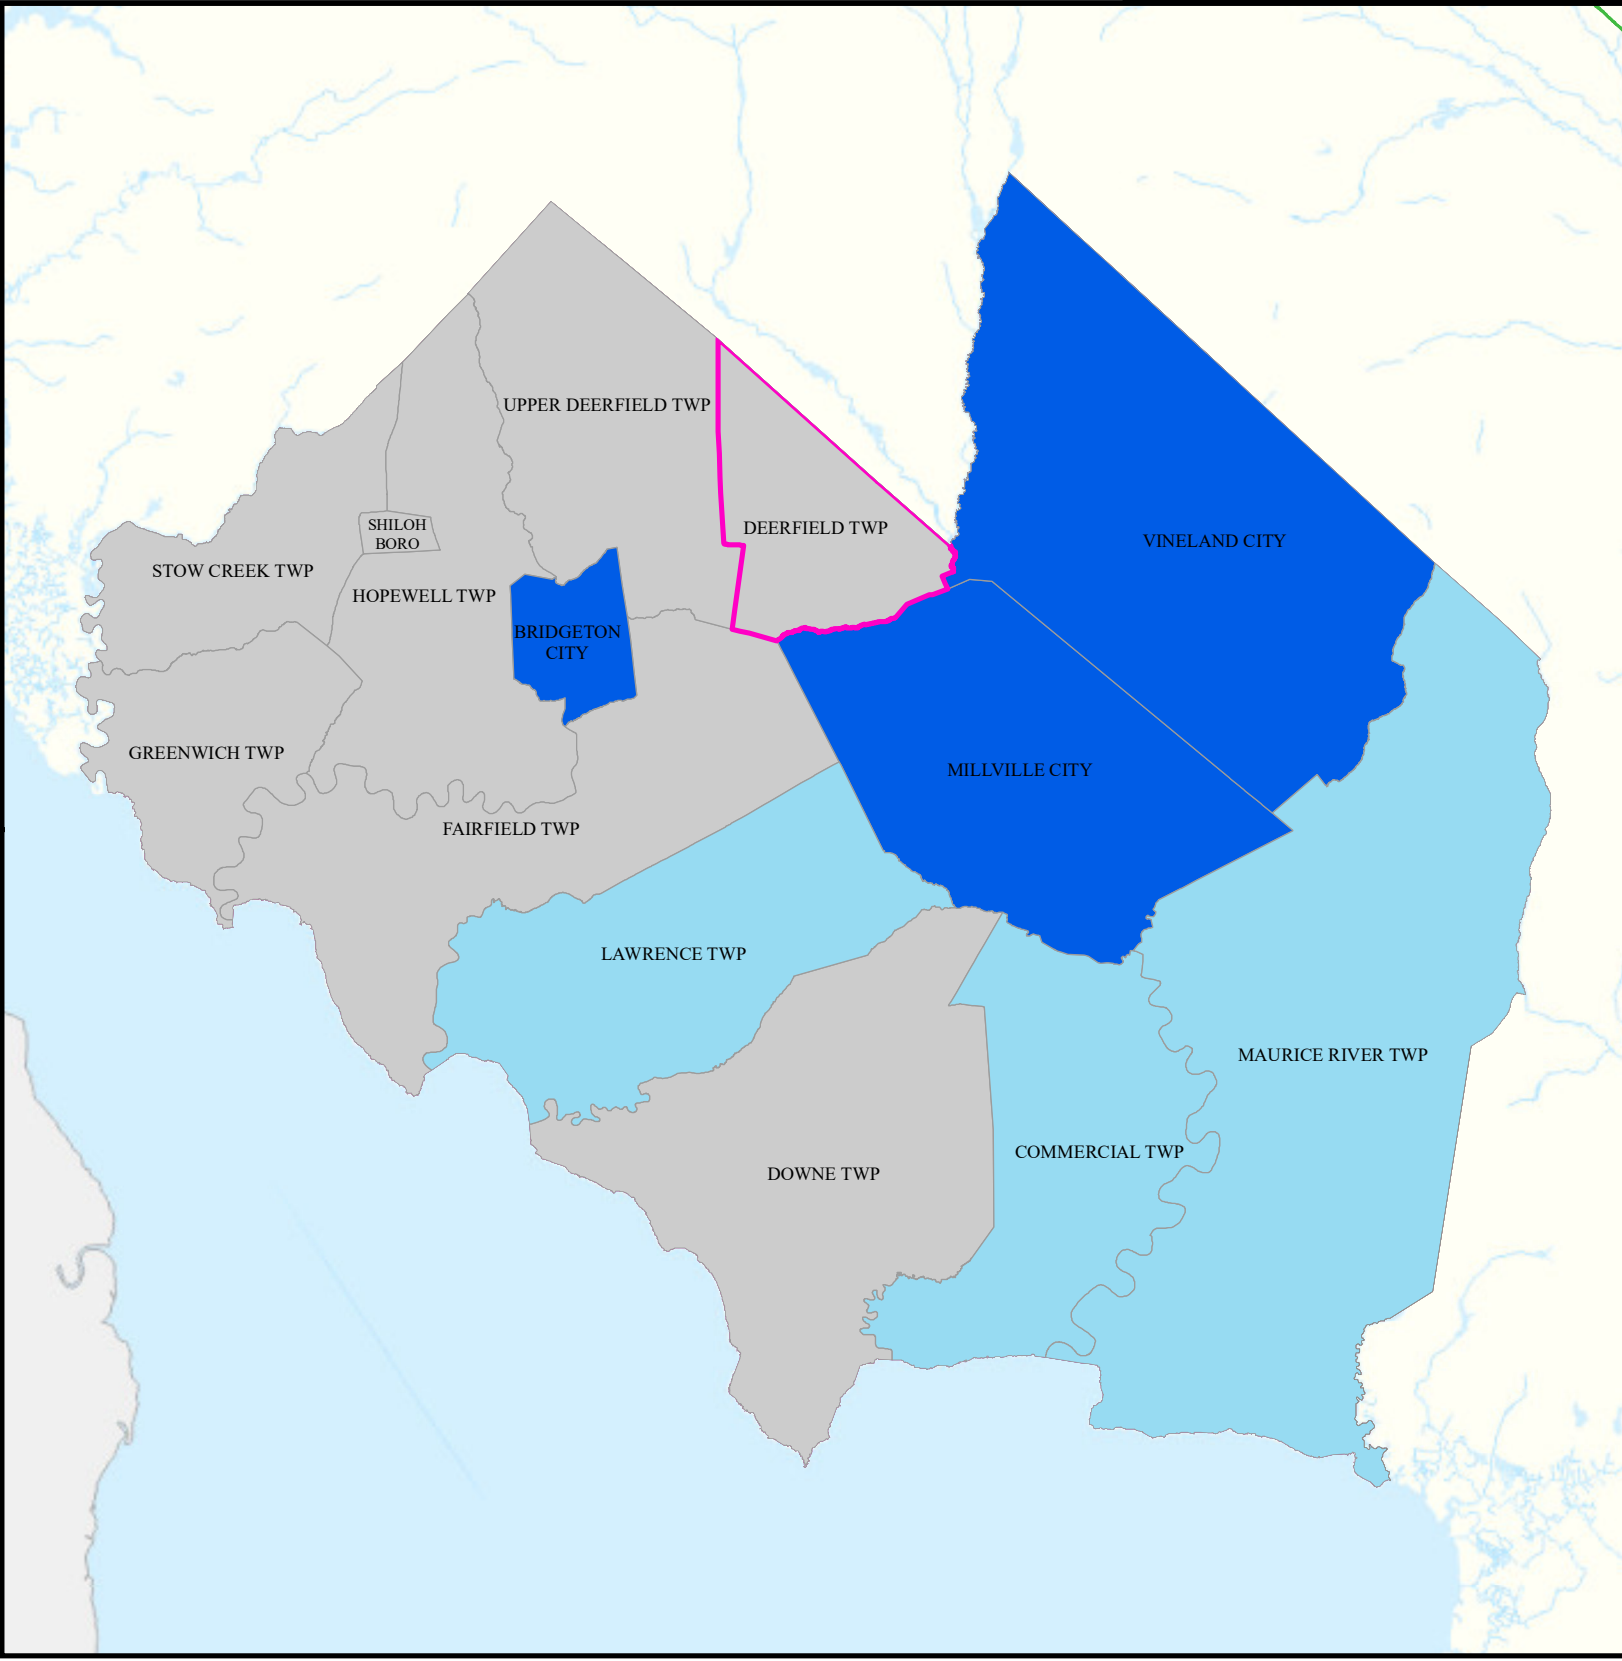 UPPER DEERFIELD TWP
DEERFIELD TWP
SHILOH
BORO
VINELAND CITY
STOW CREEK TWP
HOPEWELL TWP
BRIDGETON
CITY
GREENWICH TWP
MILLVILLE CITY
FAIRFIELD TWP
LAWRENCE TWP
MAURICE RIVER TWP
COMMERCIAL TWP
DOWNE TWP